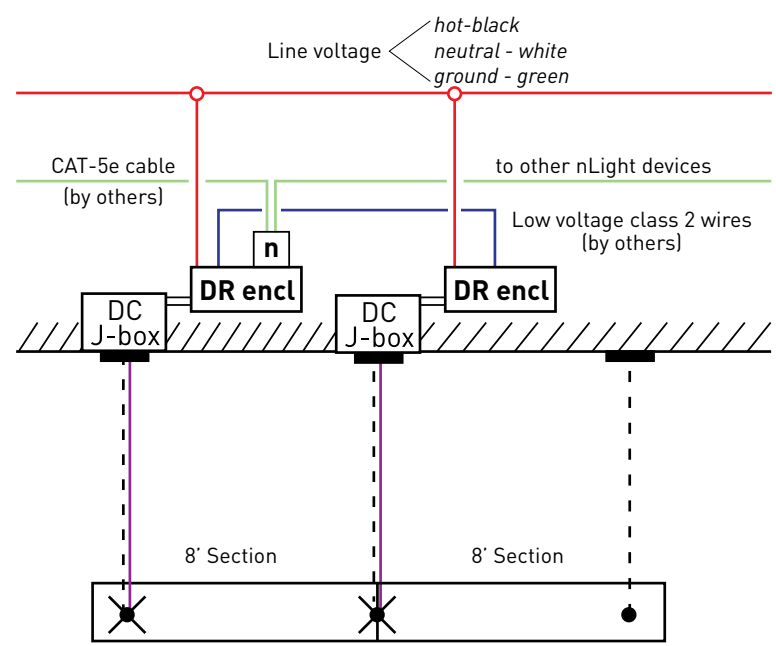 hot-black
Line voltage
neutral - white
ground - green
CAT-5e cable
(by others)
to other nLight devices
Low voltage class 2 wires
(by others)
n
DR encl
DR encl
DC
J-box
DC
J-box
8’ Section
8’ Section